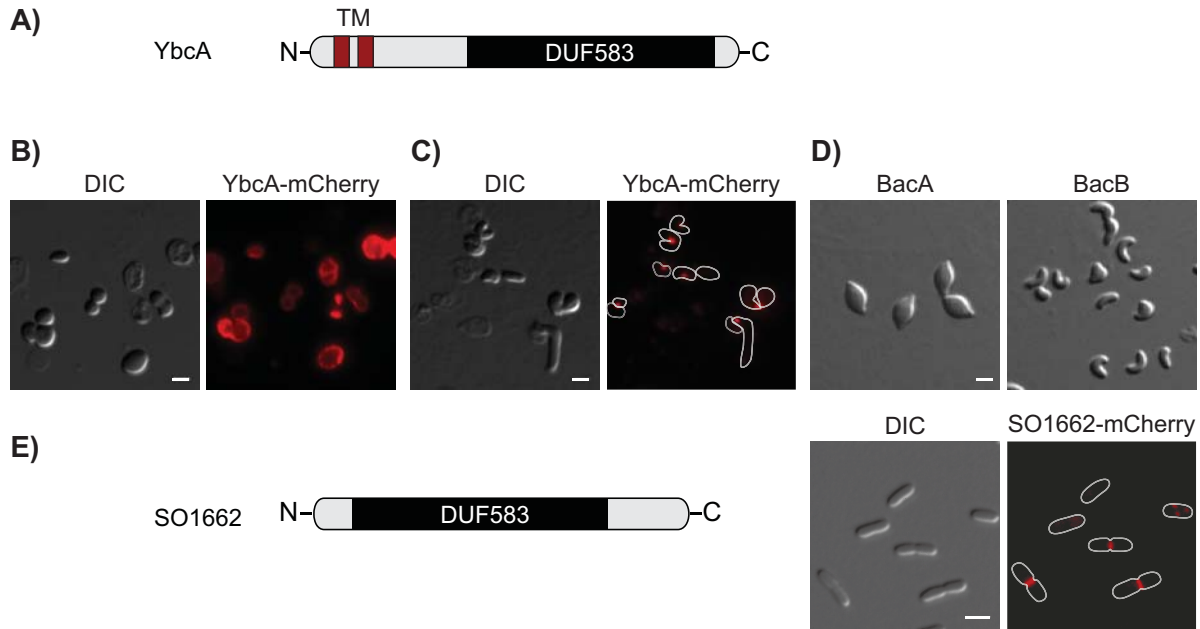 A)
TM
YbcA
N
DUF583
C
B)
C)
D)
DIC
YbcA-mCherry
DIC
YbcA-mCherry
BacA
BacB
E)
DIC
SO1662-mCherry
SO1662
N
DUF583
C